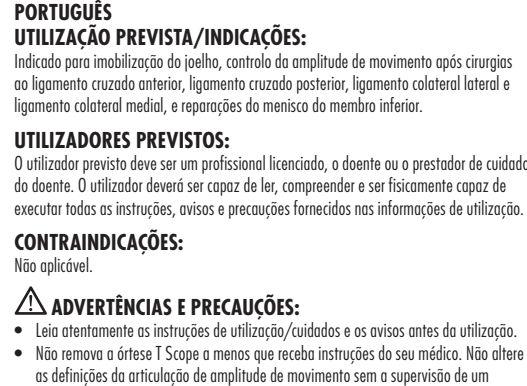 PORTUGUÊS
UTILIZAÇÃO PREVISTA/INDICAÇÕES:
Indicado para imobilização do joelho, controlo da amplitude de movimento após cirurgias
ao ligamento cruzado anterior, ligamento cruzado posterior, ligamento colateral lateral e
ligamento colateral medial, e reparações do menisco do membro inferior.
UTILIZADORES PREVISTOS:
O utilizador previsto deve ser um profissional licenciado, o doente ou o prestador de cuidado
do doente. O utilizador deverá ser capaz de ler, compreender e ser fisicamente capaz de
executar todas as instruções, avisos e precauções fornecidos nas informações de utilização.
CONTRAINDICAÇÕES:
Não aplicável.
⚠ ADVERTÊNCIAS E PRECAUÇÕES:
• Leia atentamente as instruções de utilização/cuidados e os avisos antes da utilização.
• Não remova a órtese T Scope a menos que receba instruções do seu médico. Não altere
as definições da articulação de amplitude de movimento sem a supervisão de um